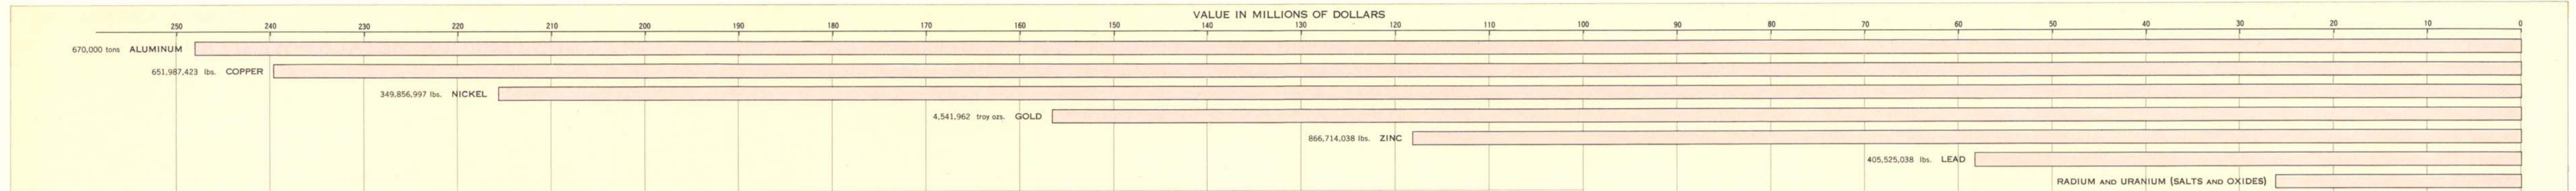 VALUE IN MILLIONS OF DOLLARS
250 240 230 220 210 200 190 180 170 160 150 140 130 120 110 100 90 80 70 60 50 40 30 20 10 0
670,000 tons ALUMINUM
651,987,423 lbs. COPPER
349,856,997 lbs. NICKEL
4,541,962 troy ozs. GOLD
866,714,038 lbs. ZINC
405,525,038 lbs. LEAD
RADIUM AND URANIUM (SALTS AND OXIDES)